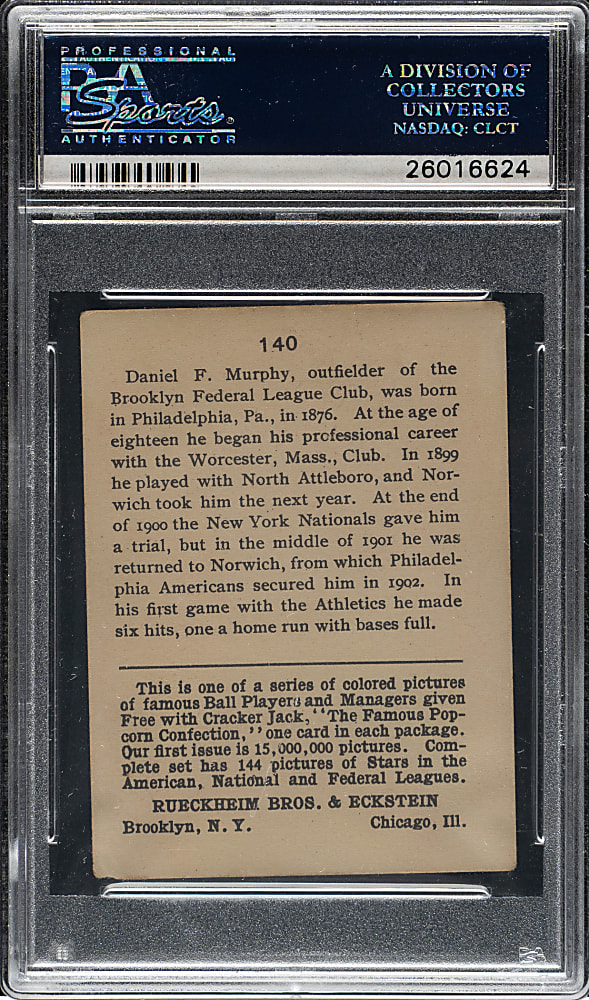 PROFESSIONAL
PSA
Sports
AUTHENTICATOR
A DIVISION OF
COLLECTORS
UNIVERSE
NASDAQ: CLCT
26016624
140
Daniel F. Murphy, outfielder of the
Brooklyn Federal League Club, was born
in Philadelphia, Pa., in 1876. At the age of
eighteen he began his professional career
with the Worcester, Mass., Club. In 1899
he played with North Attleboro, and Nor-
wich took him the next year. At the end
of 1900 the New York Nationals gave him
a trial, but in the middle of 1901 he was
returned to Norwich, from which Philadel-
phia Americans secured him in 1902. In
his first game with the Athletics he made
six hits, one a home run with bases full.
This is one of a series of colored pictures
of famous Ball Players and Managers given
Free with Cracker Jack, "The Famous Pop-
corn Confection," one card in each package.
Our first issue is 15,000,000 pictures. Com-
plete set has 144 pictures of Stars in the
American, National and Federal Leagues.
RUECKHEIM BROS. & ECKSTEIN
Brooklyn, N. Y. Chicago, Ill.
PSA